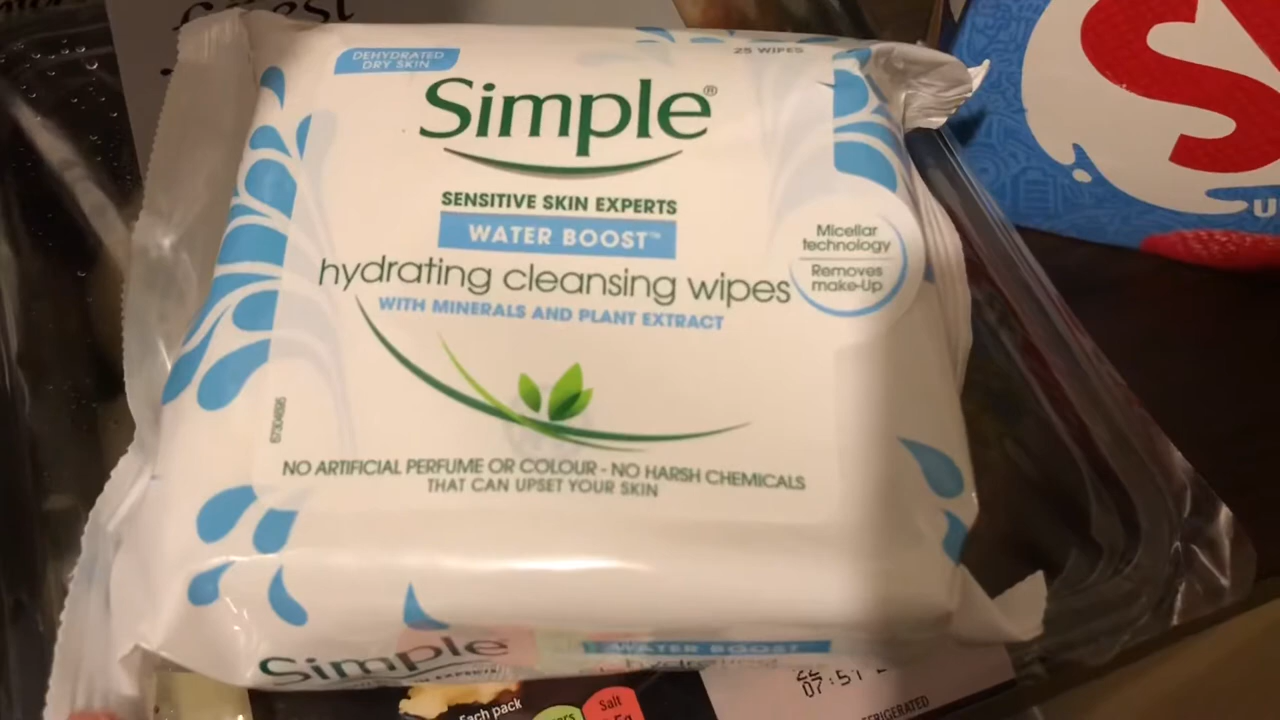 DEHYDRATED
DRY SKIN
25 WIPES
Simple®
SENSITIVE SKIN EXPERTS
WATER BOOST™
hydrating cleansing wipes
WITH MINERALS AND PLANT EXTRACT
Micellar
technology
Removes
make-Up
NO ARTIFICIAL PERFUME OR COLOUR - NO HARSH CHEMICALS
THAT CAN UPSET YOUR SKIN
Simple
WATER BOOST
hydrating
Each pack
Salt
07:51